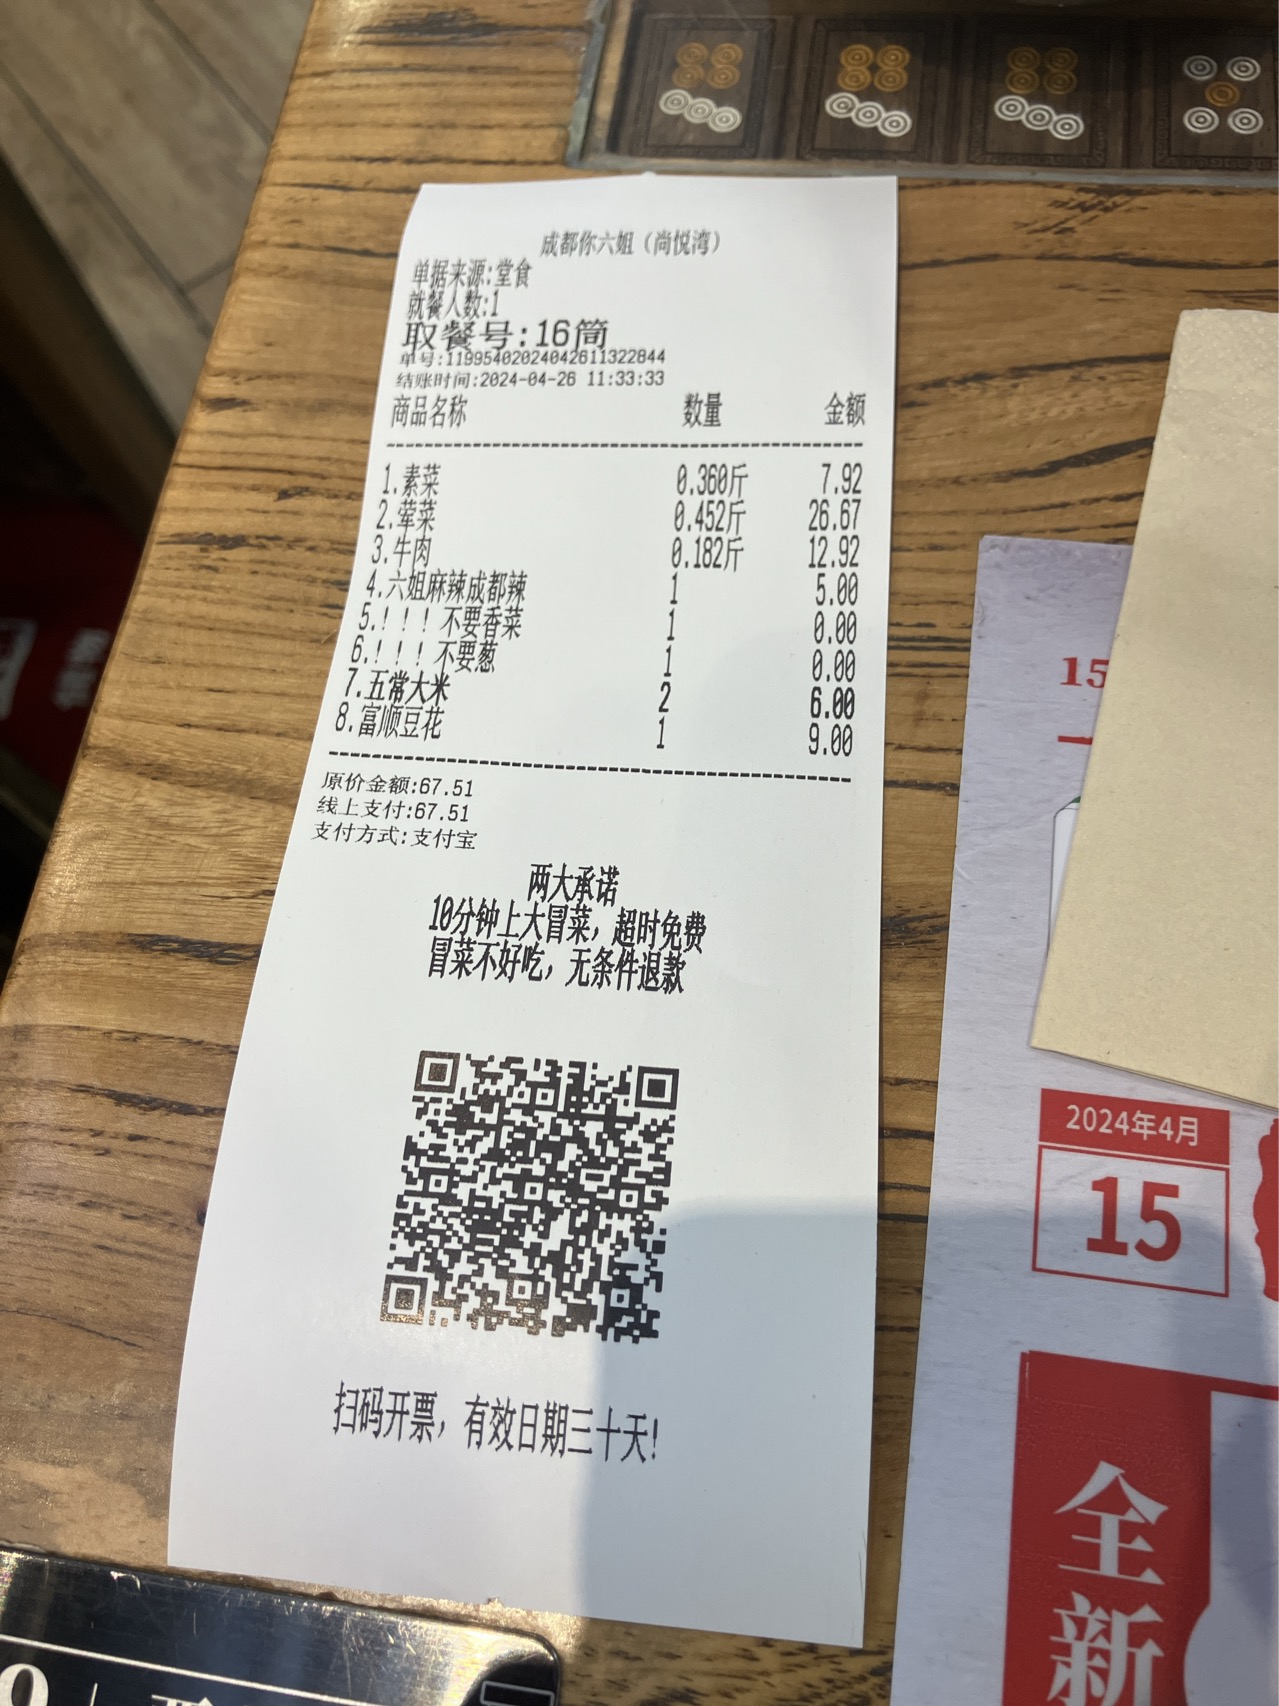 成都你六姐（尚悦湾）
单据来源:堂食
就餐人数:1
取餐号:16筒
单号:11995402024042611322844
结账时间:2024-04-26 11:33:33
商品名称 数量 金额
1.素菜 0.360斤 7.92
2.荤菜 0.452斤 26.67
3.牛肉 0.182斤 12.92
4.六姐麻辣成都辣 1 5.00
5.！！！不要香菜 1 0.00
6.！！！不要葱 1 0.00
7.五常大米 2 6.00
8.富顺豆花 1 9.00
原价金额:67.51
线上支付:67.51
支付方式:支付宝
两大承诺
10分钟上大冒菜，超时免费
冒菜不好吃，无条件退款
扫码开票，有效日期三十天！
15
2024年4月
15
全
新